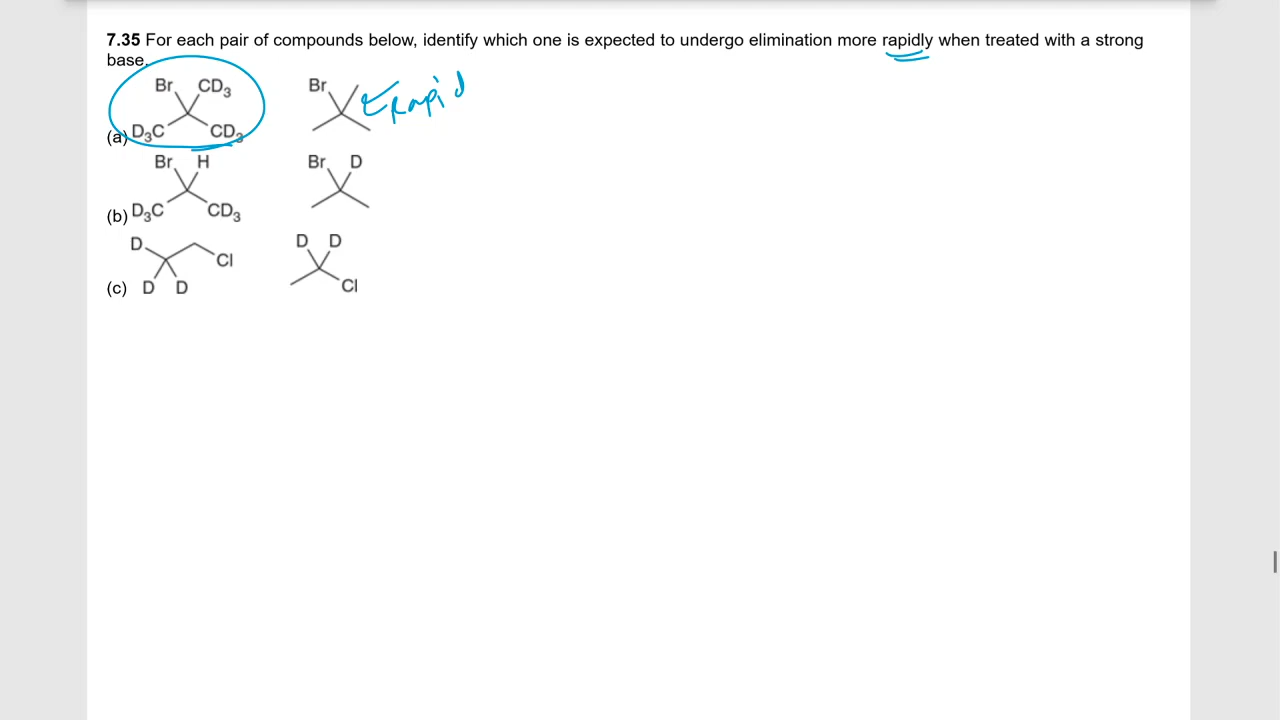 7.35 For each pair of compounds below, identify which one is expected to undergo elimination more rapidly when treated with a strong
base.
Br CD3 Br Rapid
(a) D3C CD3
Br H Br D
(b) D3C CD3
D D D
Cl
(c) D D Cl